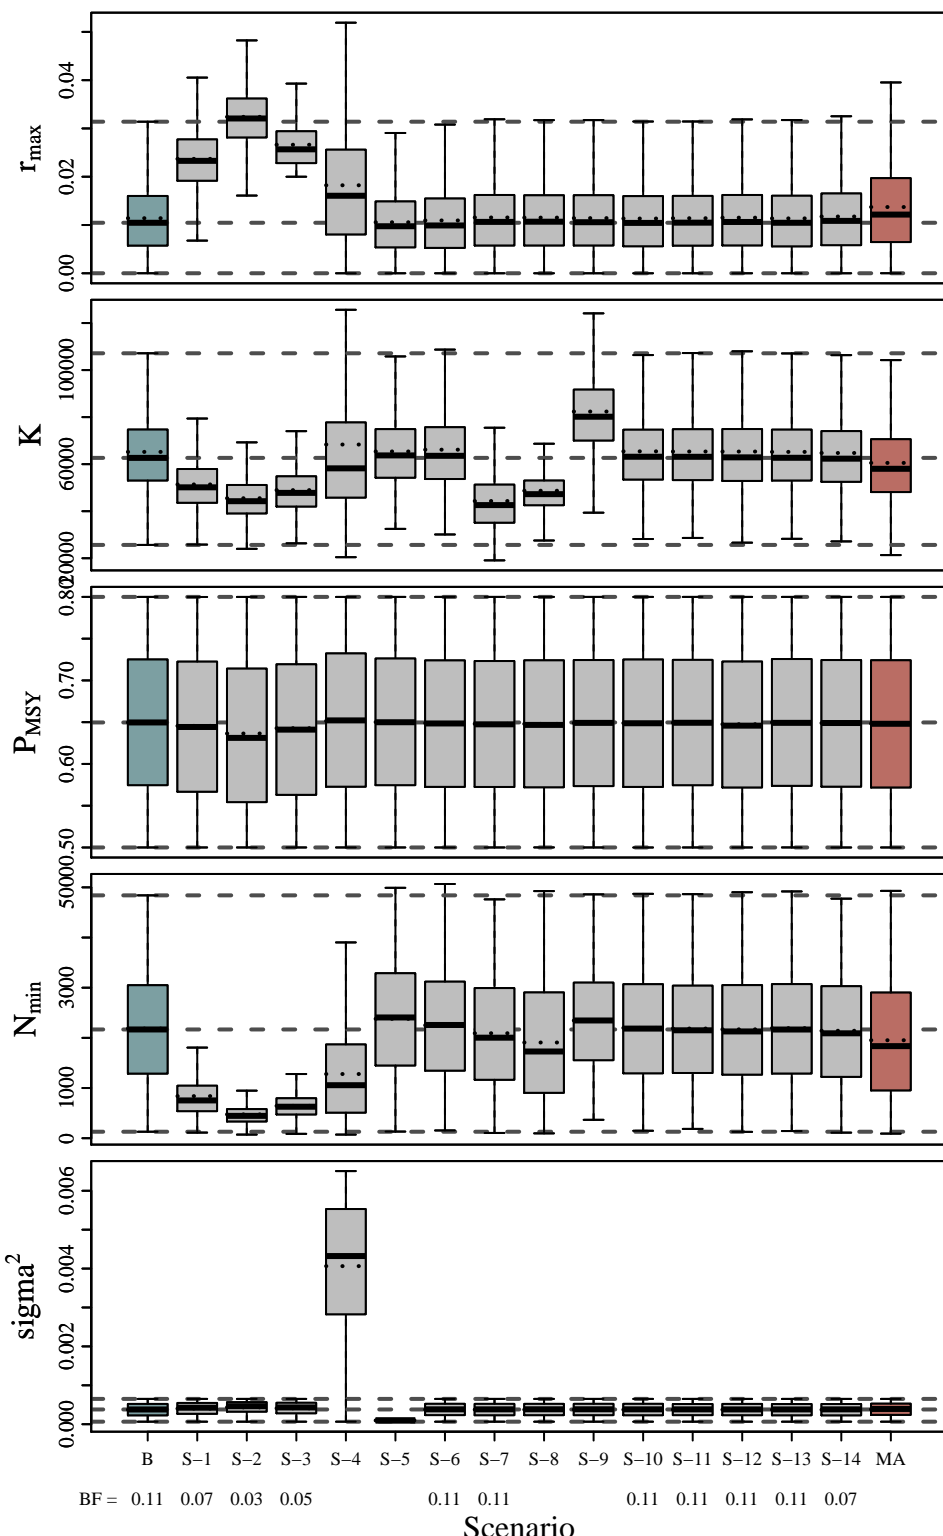 r_max
0.04
0.02
0.00
K
100000
60000
20000
P_MSY
0.80
0.70
0.60
0.50
N_min
5000
3000
1000
0
sigma²
0.006
0.004
0.002
0.000
B S−1 S−2 S−3 S−4 S−5 S−6 S−7 S−8 S−9 S−10 S−11 S−12 S−13 S−14 MA
BF = 0.11 0.07 0.03 0.05 0.11 0.11 0.11 0.11 0.11 0.11 0.07
Scenario